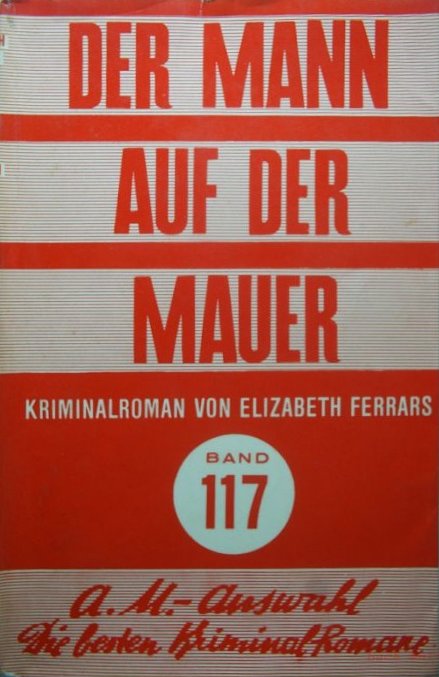 DER MANN
AUF DER
MAUER
KRIMINALROMAN VON ELIZABETH FERRARS
BAND
117
A.M.-Auswahl
Die besten Kriminal-Romane